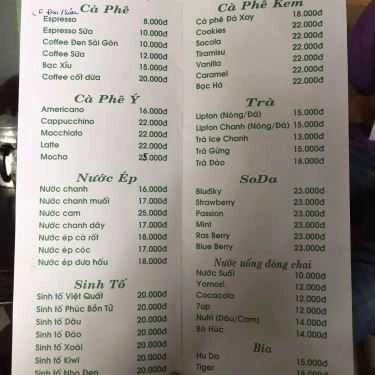 Cà Phê
Espresso 8.000đ
Espresso Sữa 10.000đ
Coffee Đen Sài Gòn 10.000đ
Coffee Sữa 12.000đ
Bạc Xỉu 15.000đ
Coffee cốt dừa 20.000đ
Cà Phê Ý
Americano 16.000đ
Cappucchino 22.000đ
Macchiato 22.000đ
Latte 22.000đ
Mocha 25.000đ
Nước Ép
Nước chanh 16.000đ
Nước chanh muối 17.000đ
Nước cam 25.000đ
Nước chanh dây 17.000đ
Nước ép cà rốt 18.000đ
Nước ép cóc 17.000đ
Nước ép dưa hấu 18.000đ
Sinh Tố
Sinh tố Việt Quất 20.000đ
Sinh tố Phúc Bồn Tử 20.000đ
Sinh tố Dâu 20.000đ
Sinh tố Đào 20.000đ
Sinh tố Xoài 20.000đ
Sinh tố Kiwi 20.000đ
Sinh tố Nho Đen 20.000đ
Cà Phê Kem
Cà phê Đá Xay 18.000đ
Cookies 22.000đ
Socola 22.000đ
Tiramisu 22.000đ
Vanilla 22.000đ
Caramel 22.000đ
Bạc Hà 22.000đ
Trà
Lipton (Nóng/Đá) 15.000đ
Lipton Chanh (Nóng/Đá) 15.000đ
Trà Ice Chanh 13.000đ
Trà Gừng 15.000đ
Trà Đào 18.000đ
SoDa
BluSky 23.000đ
Strawberry 23.000đ
Passion 23.000đ
Mint 23.000đ
Ras Berry 23.000đ
Blue Berry 23.000đ
Nước uống đóng chai
Nước Suối 10.000đ
Yomost 12.000đ
Cocacola 12.000đ
7up 12.000đ
Nutri (Dâu/Cam) 14.000đ
Bò Húc 14.000đ
Bia
Hu Da 15.000đ
Tiger 16.000đ